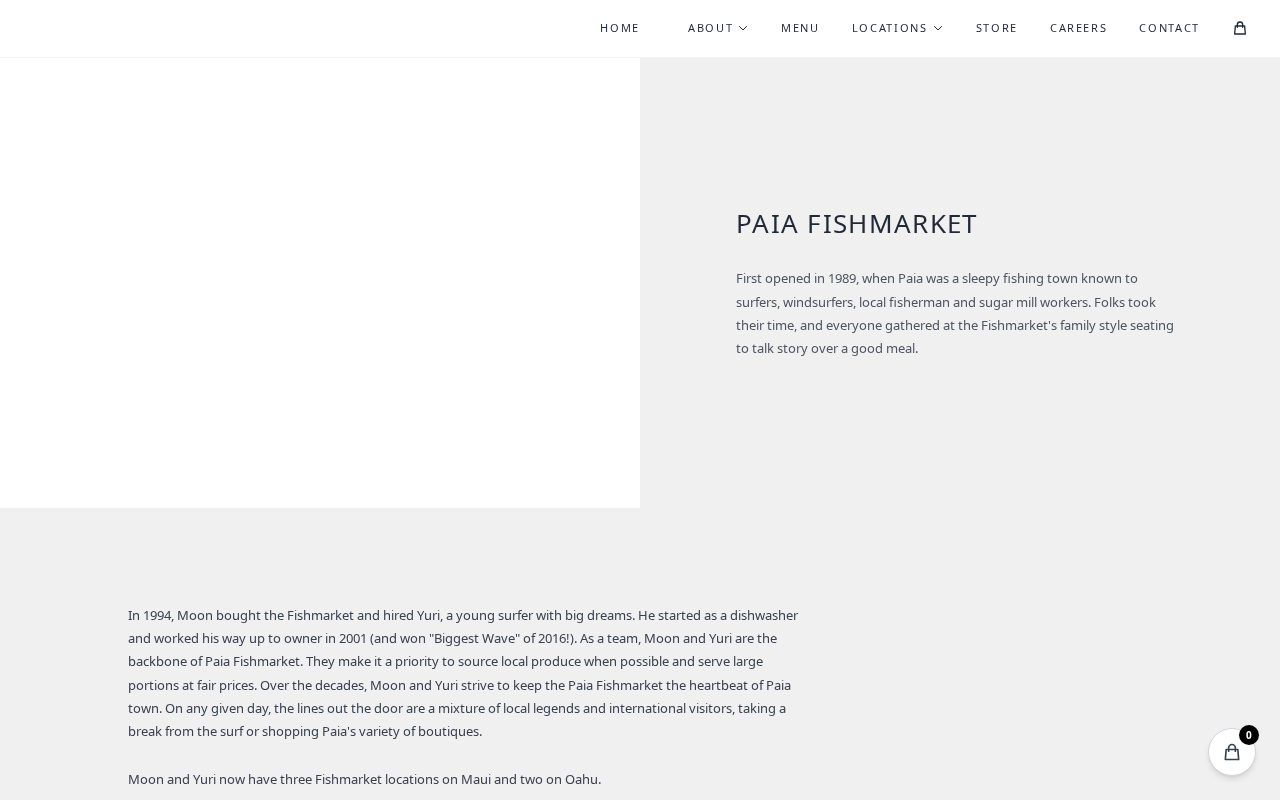 HOME ABOUT MENU LOCATIONS STORE CAREERS CONTACT
PAIA FISHMARKET
First opened in 1989, when Paia was a sleepy fishing town known to
surfers, windsurfers, local fisherman and sugar mill workers. Folks took
their time, and everyone gathered at the Fishmarket's family style seating
to talk story over a good meal.
In 1994, Moon bought the Fishmarket and hired Yuri, a young surfer with big dreams. He started as a dishwasher
and worked his way up to owner in 2001 (and won "Biggest Wave" of 2016!). As a team, Moon and Yuri are the
backbone of Paia Fishmarket. They make it a priority to source local produce when possible and serve large
portions at fair prices. Over the decades, Moon and Yuri strive to keep the Paia Fishmarket the heartbeat of Paia
town. On any given day, the lines out the door are a mixture of local legends and international visitors, taking a
break from the surf or shopping Paia's variety of boutiques.
0
Moon and Yuri now have three Fishmarket locations on Maui and two on Oahu.